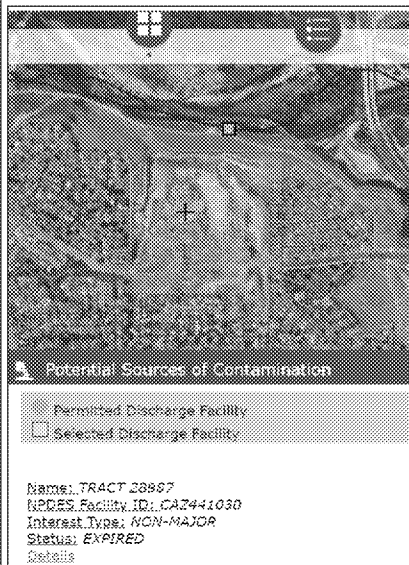 Potential Sources of Contamination
Permitted Discharge Facility
Selected Discharge Facility
Name: TRACT 28887
NPDES Facility ID: CAZ441030
Interest Type: NON-MAJOR
Status: EXPIRED
Details